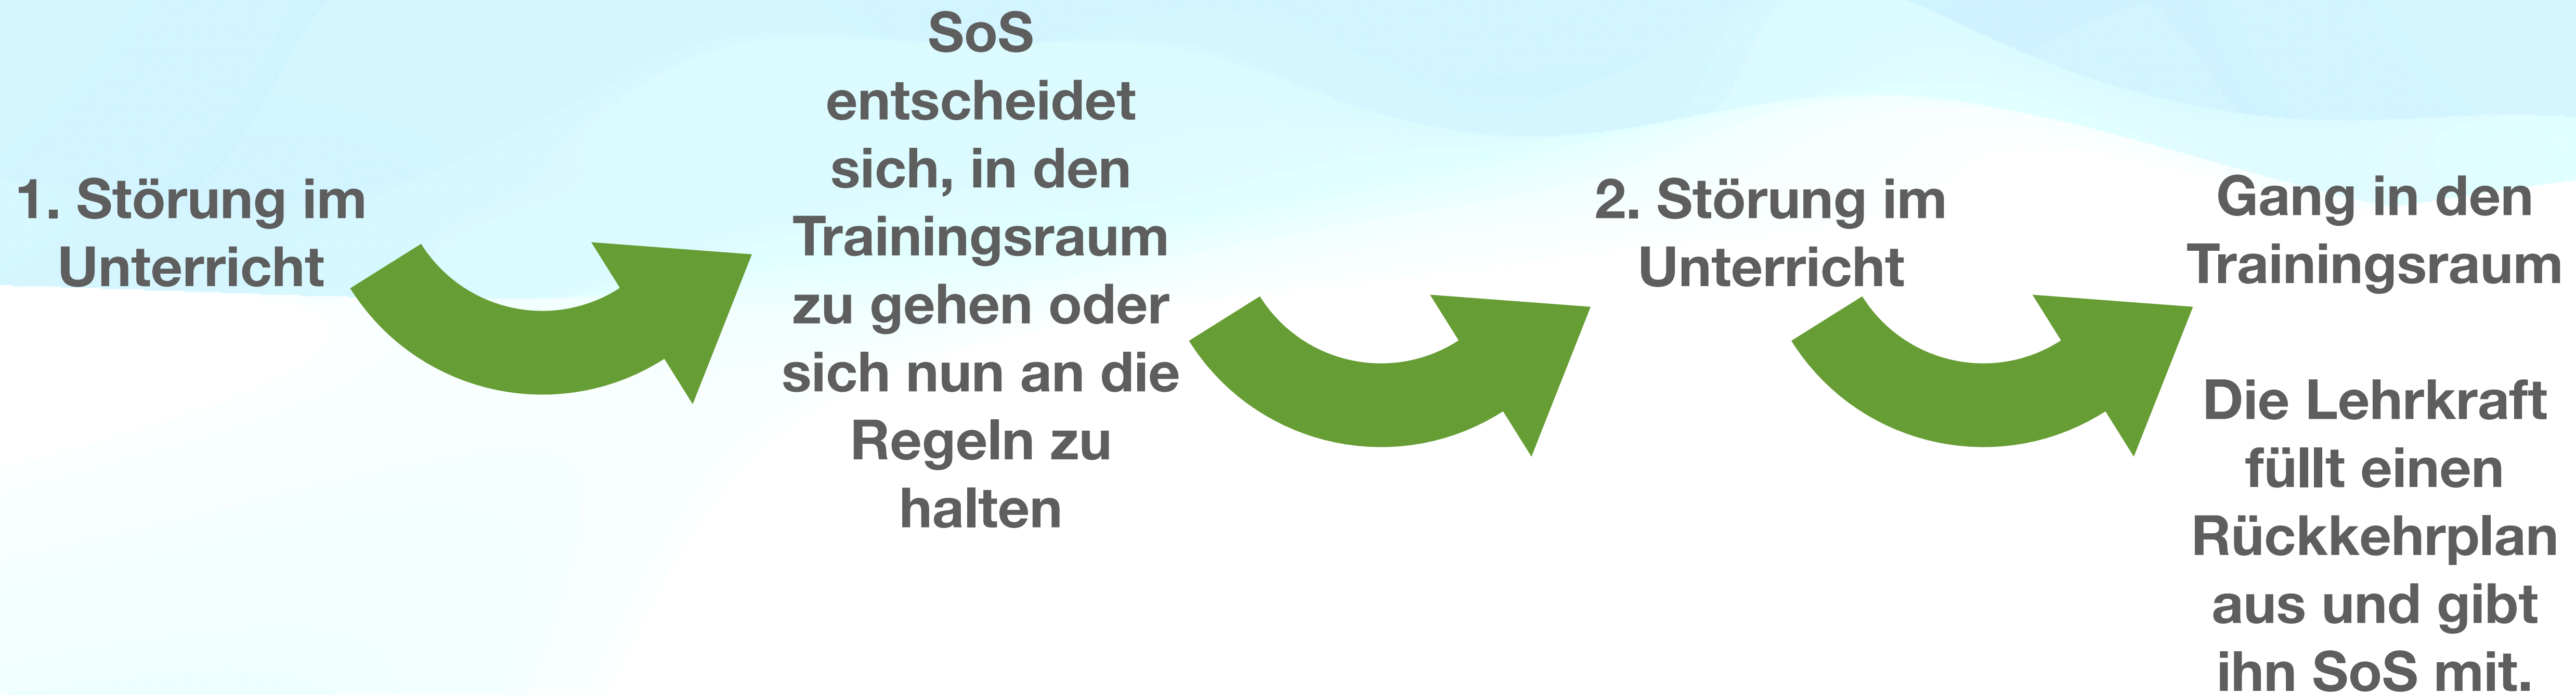 1. Störung im
Unterricht
SoS
entscheidet
sich, in den
Trainingsraum
zu gehen oder
sich nun an die
Regeln zu
halten
2. Störung im
Unterricht
Gang in den
Trainingsraum
Die Lehrkraft
füllt einen
Rückkehrplan
aus und gibt
ihn SoS mit.